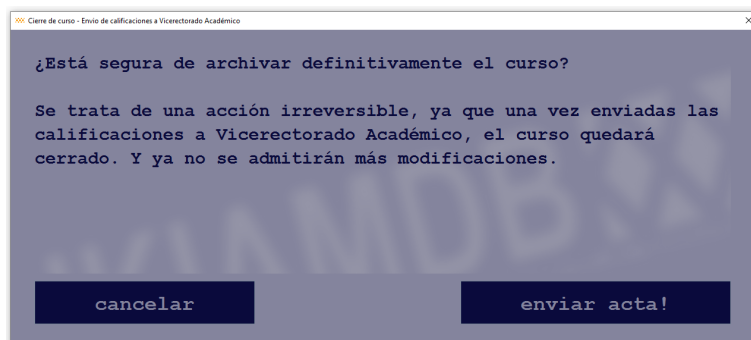 Cierre de curso - Envio de calificaciones a Vicerectorado Académico
¿Está segura de archivar definitivamente el curso?
Se trata de una acción irreversible, ya que una vez enviadas las
calificaciones a Vicerectorado Académico, el curso quedará
cerrado. Y ya no se admitirán más modificaciones.
cancelar
enviar acta!